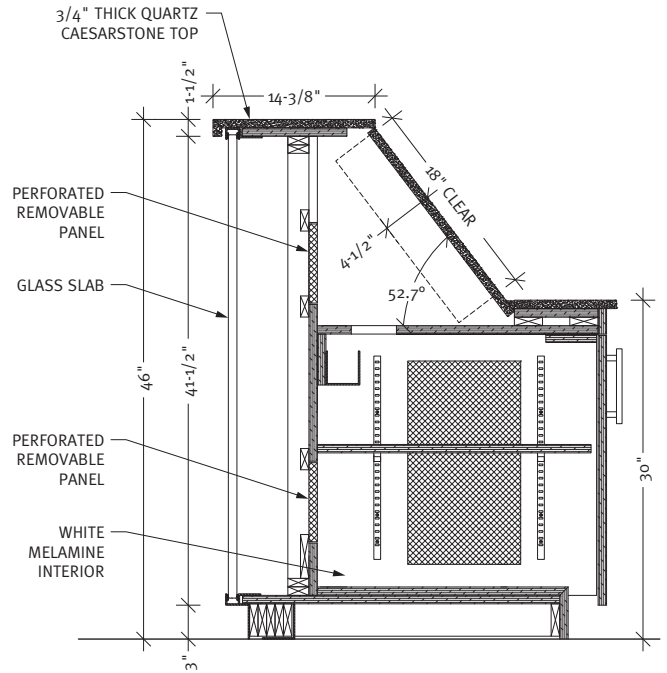 3/4" THICK QUARTZ
CAESARSTONE TOP
1-1/2"
14-3/8"
18" CLEAR
4-1/2"
52.7°
PERFORATED
REMOVABLE
PANEL
GLASS SLAB
46"
41-1/2"
PERFORATED
REMOVABLE
PANEL
30"
WHITE
MELAMINE
INTERIOR
3"